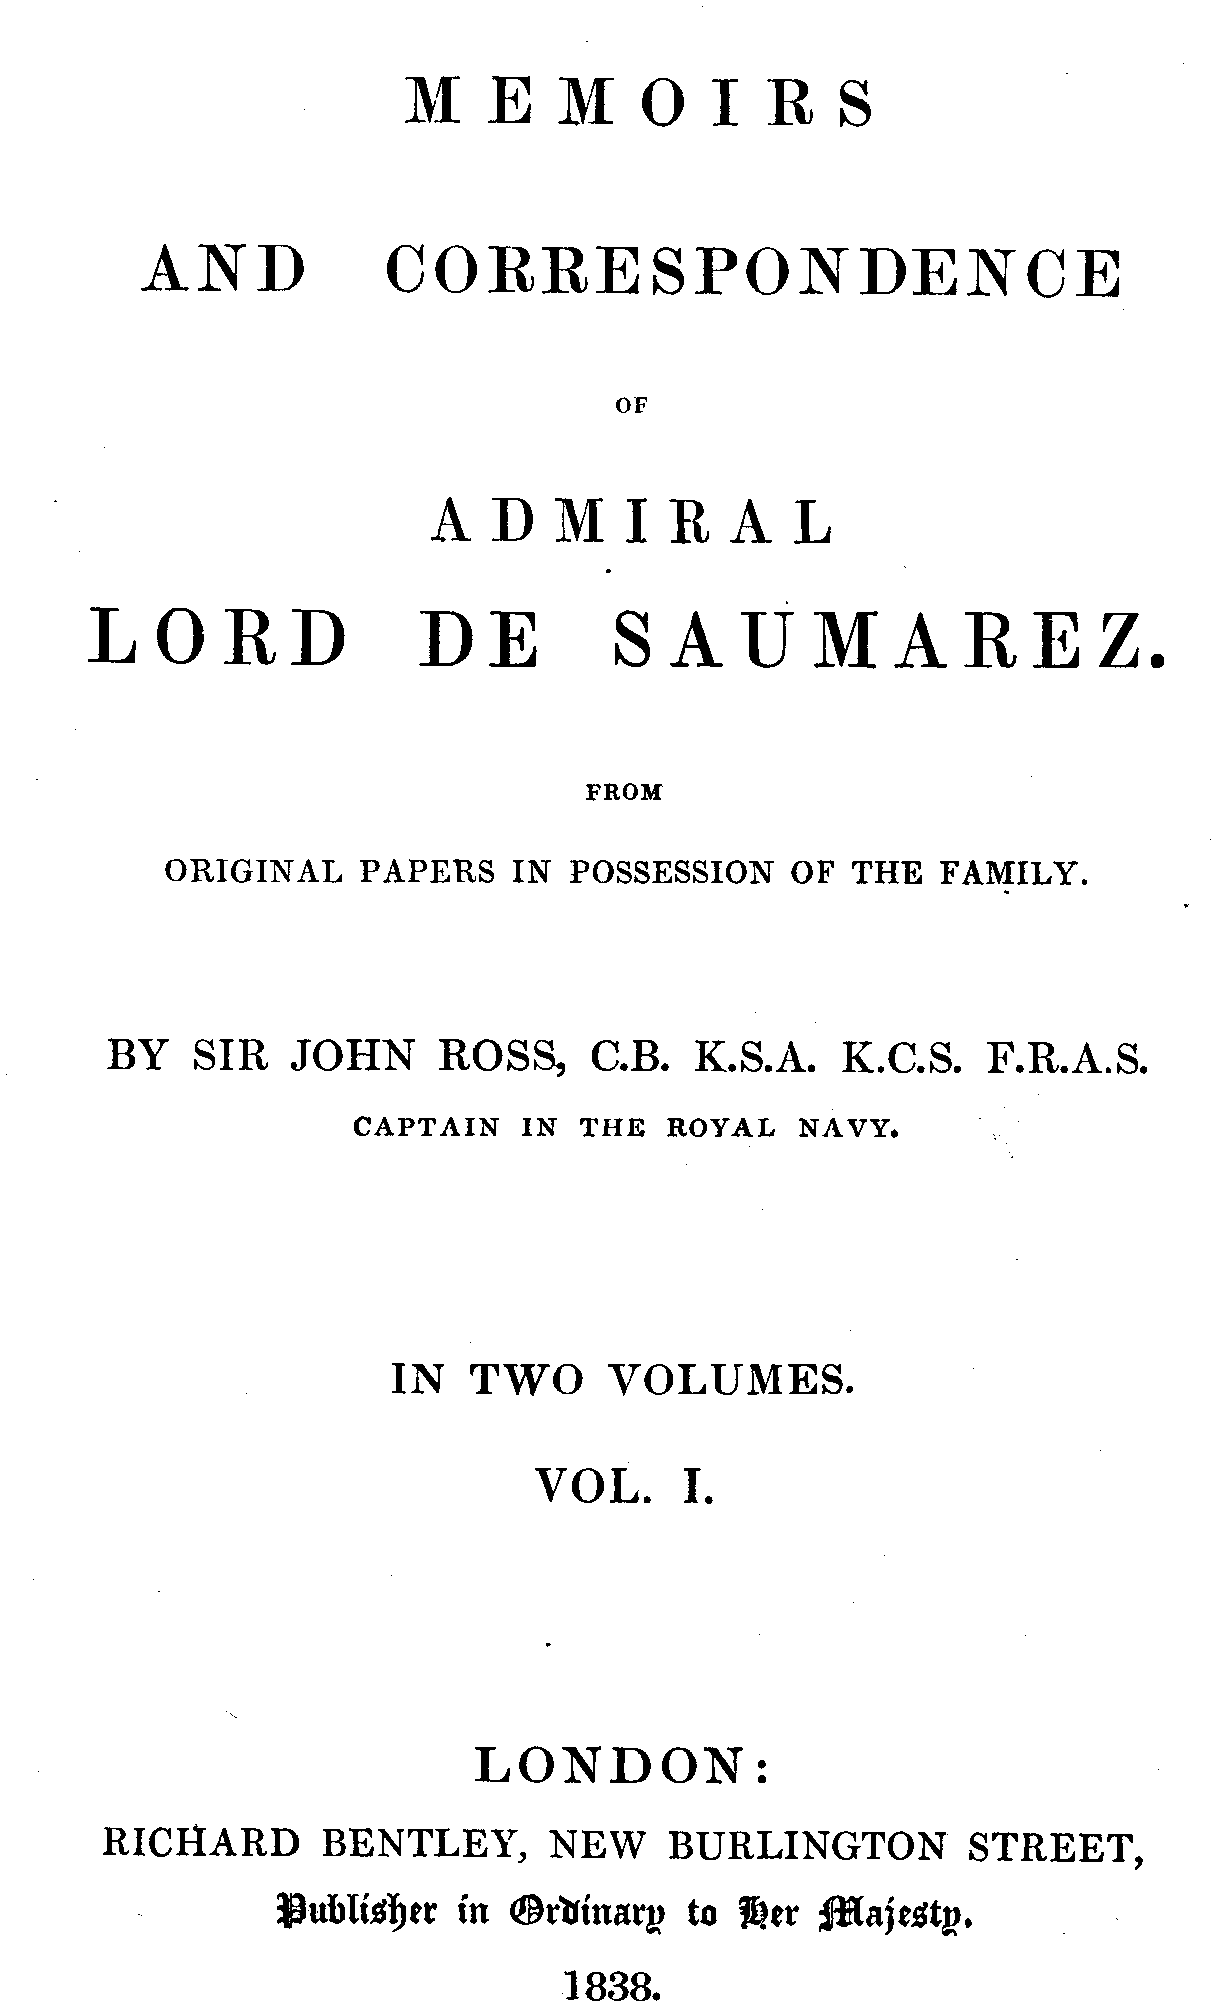 MEMOIRS
AND CORRESPONDENCE
OF
ADMIRAL
LORD DE SAUMAREZ.
FROM
ORIGINAL PAPERS IN POSSESSION OF THE FAMILY.
BY SIR JOHN ROSS, C.B. K.S.A. K.C.S. F.R.A.S.
CAPTAIN IN THE ROYAL NAVY.
IN TWO VOLUMES.
VOL. I.
LONDON:
RICHARD BENTLEY, NEW BURLINGTON STREET,
Publisher in Ordinary to Her Majesty.
1838.